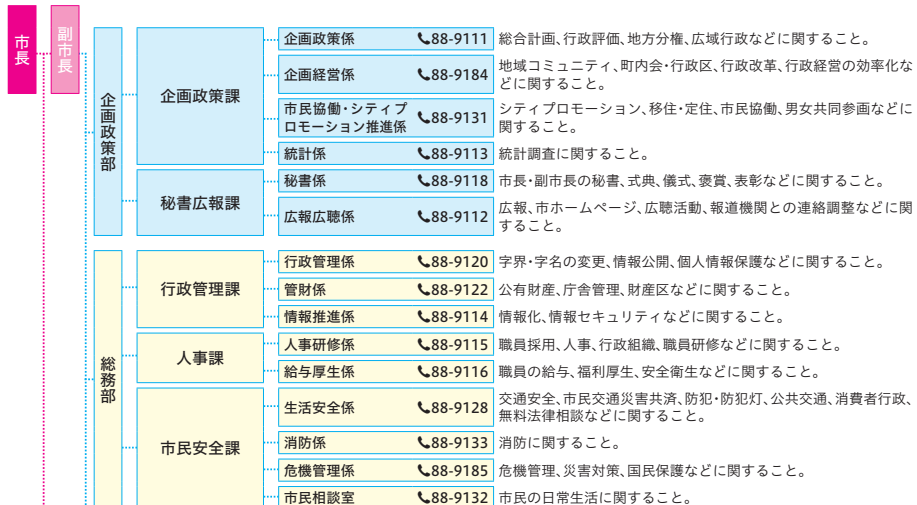 市長
副市長
企画政策部
企画政策課
企画政策係 88-9111 総合計画、行政評価、地方分権、広域行政などに関すること。
企画経営係 88-9184 地域コミュニティ、町内会・行政区、行政改革、行政経営の効率化な
どに関すること。
市民協働・シティプ
ロモーション推進係 88-9131 シティプロモーション、移住・定住、市民協働、男女共同参画などに
関すること。
統計係 88-9113 統計調査に関すること。
秘書広報課
秘書係 88-9118 市長・副市長の秘書、式典、儀式、褒賞、表彰などに関すること。
広報広聴係 88-9112 広報、市ホームページ、広聴活動、報道機関との連絡調整などに関
すること。
総務部
行政管理課
行政管理係 88-9120 字界・字名の変更、情報公開、個人情報保護などに関すること。
管財係 88-9122 公有財産、庁舎管理、財産区などに関すること。
情報推進係 88-9114 情報化、情報セキュリティなどに関すること。
人事課
人事研修係 88-9115 職員採用、人事、行政組織、職員研修などに関すること。
給与厚生係 88-9116 職員の給与、福利厚生、安全衛生などに関すること。
市民安全課
生活安全係 88-9128 交通安全、市民交通災害共済、防犯・防犯灯、公共交通、消費者行政、
無料法律相談などに関すること。
消防係 88-9133 消防に関すること。
危機管理係 88-9185 危機管理、災害対策、国民保護などに関すること。
市民相談室 88-9132 市民の日常生活に関すること。